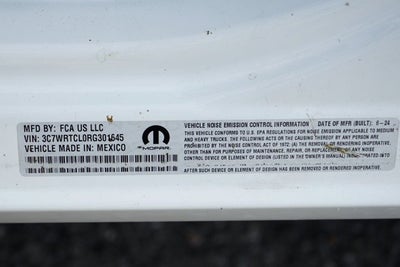 MFD BY: FCA US LLC
VIN: 3C7WRTCL0RG301645
VEHICLE MADE IN: MEXICO
MOPAR
VEHICLE NOISE EMISSION CONTROL INFORMATION DATE OF MFR (BUILT): 6-24
THIS VEHICLE CONFORMS TO U.S. EPA REGULATIONS FOR NOISE EMISSION APPLICABLE TO MEDIUM
AND HEAVY TRUCKS. THE FOLLOWING ACTS OR THE CAUSING THEREOF BY ANY PERSON ARE
PROHIBITED BY THE NOISE CONTROL ACT OF 1972. (A) THE REMOVAL OR RENDERING INOPERATIVE,
OTHER THAN FOR PURPOSES OF MAINTENANCE, REPAIR, OR REPLACEMENT OF ANY NOISE
CONTROL DEVICE OR ELEMENT OF DESIGN (LISTED IN THE OWNER'S MANUAL) INCORPORATED INTO
AFTER SUCH DEVICE OR ELEMENT OF DESIGN HAS BEEN REMOVED OR RENDERED INOPERATIVE.